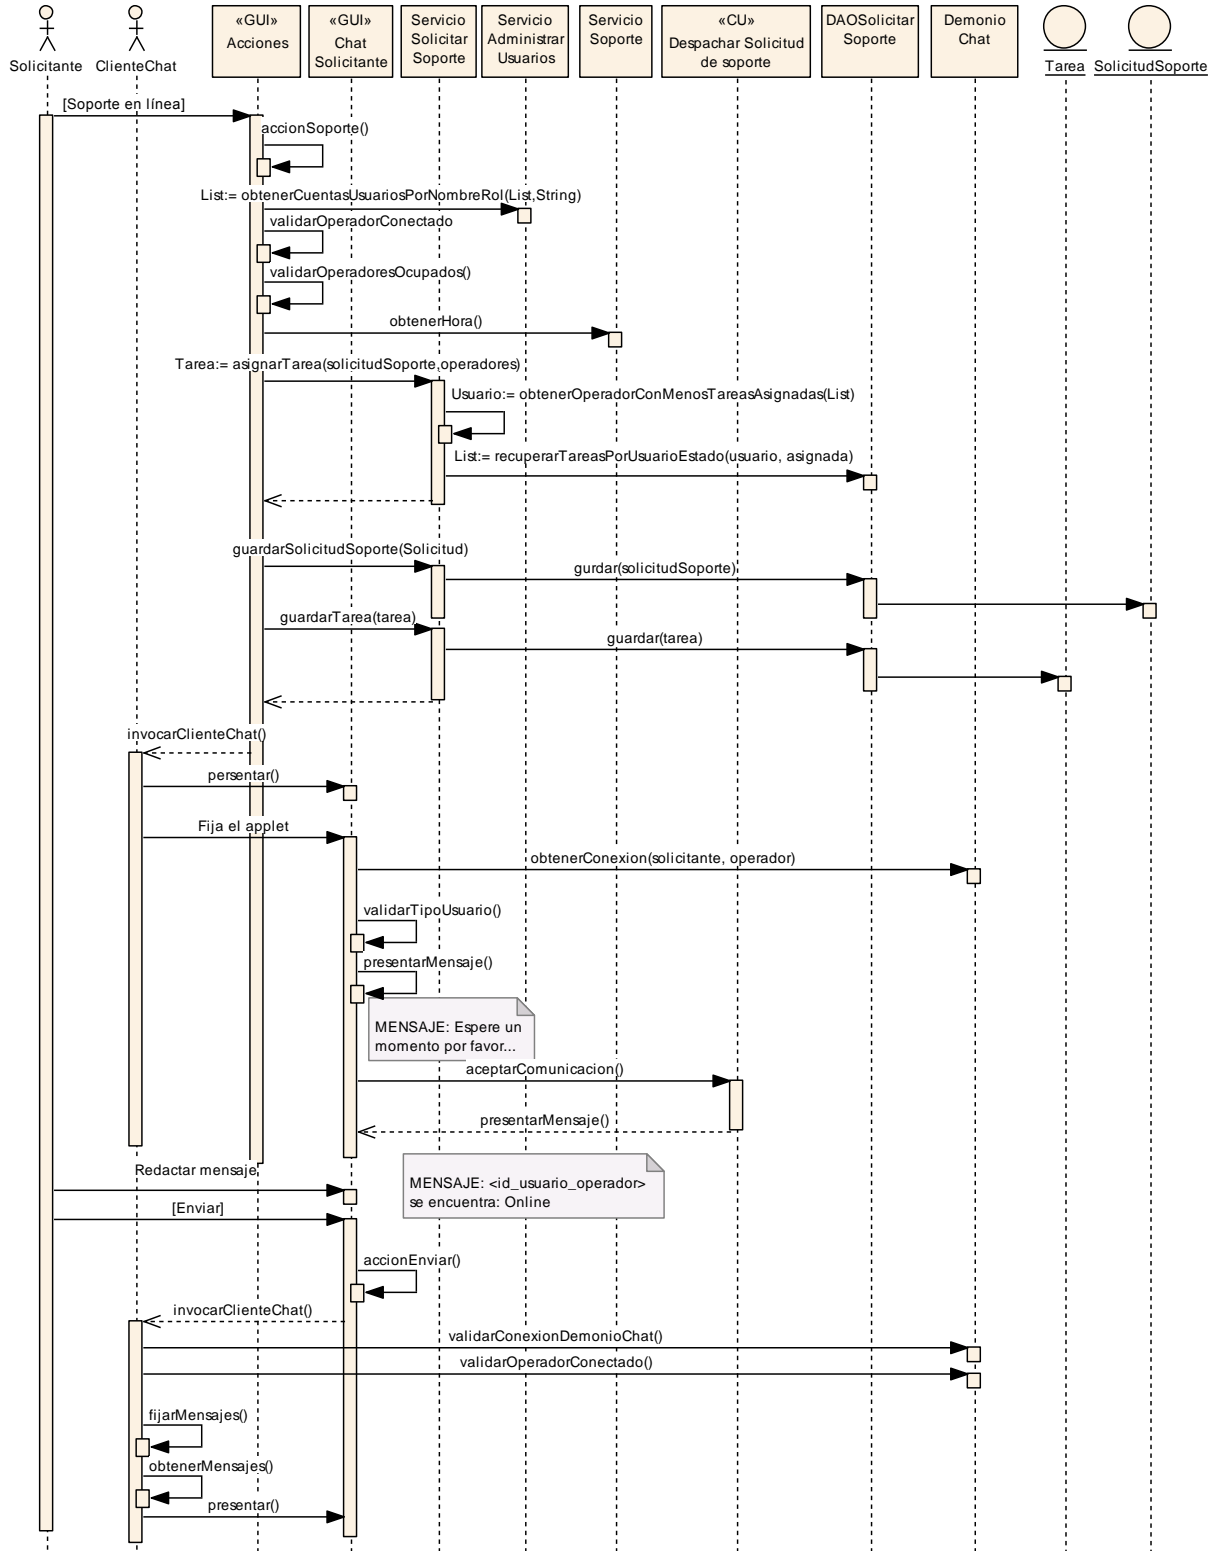 Solicitante
ClienteChat
«GUI»
Acciones
«GUI»
Chat
Solicitante
Servicio
Solicitar
Soporte
Servicio
Administrar
Usuarios
Servicio
Soporte
«CU»
Despachar Solicitud
de soporte
DAOSolicitar
Soporte
Demonio
Chat
Tarea
SolicitudSoporte
[Soporte en línea]
accionSoporte()
List:= obtenerCuentasUsuariosPorNombreRol(List,String)
validarOperadorConectado
validarOperadoresOcupados()
obtenerHora()
Tarea:= asignarTarea(solicitudSoporte,operadores)
Usuario:= obtenerOperadorConMenosTareasAsignadas(List)
List:= recuperarTareasPorUsuarioEstado(usuario, asignada)
guardarSolicitudSoporte(Solicitud)
gurdar(solicitudSoporte)
guardarTarea(tarea)
guardar(tarea)
invocarClienteChat()
persentar()
Fija el applet
obtenerConexion(solicitante, operador)
validarTipoUsuario()
presentarMensaje()
MENSAJE: Espere un
momento por favor...
aceptarComunicacion()
presentarMensaje()
MENSAJE: <id_usuario_operador>
se encuentra: Online
Redactar mensaje
[Enviar]
accionEnviar()
invocarClienteChat()
validarConexionDemonioChat()
validarOperadorConectado()
fijarMensajes()
obtenerMensajes()
presentar()